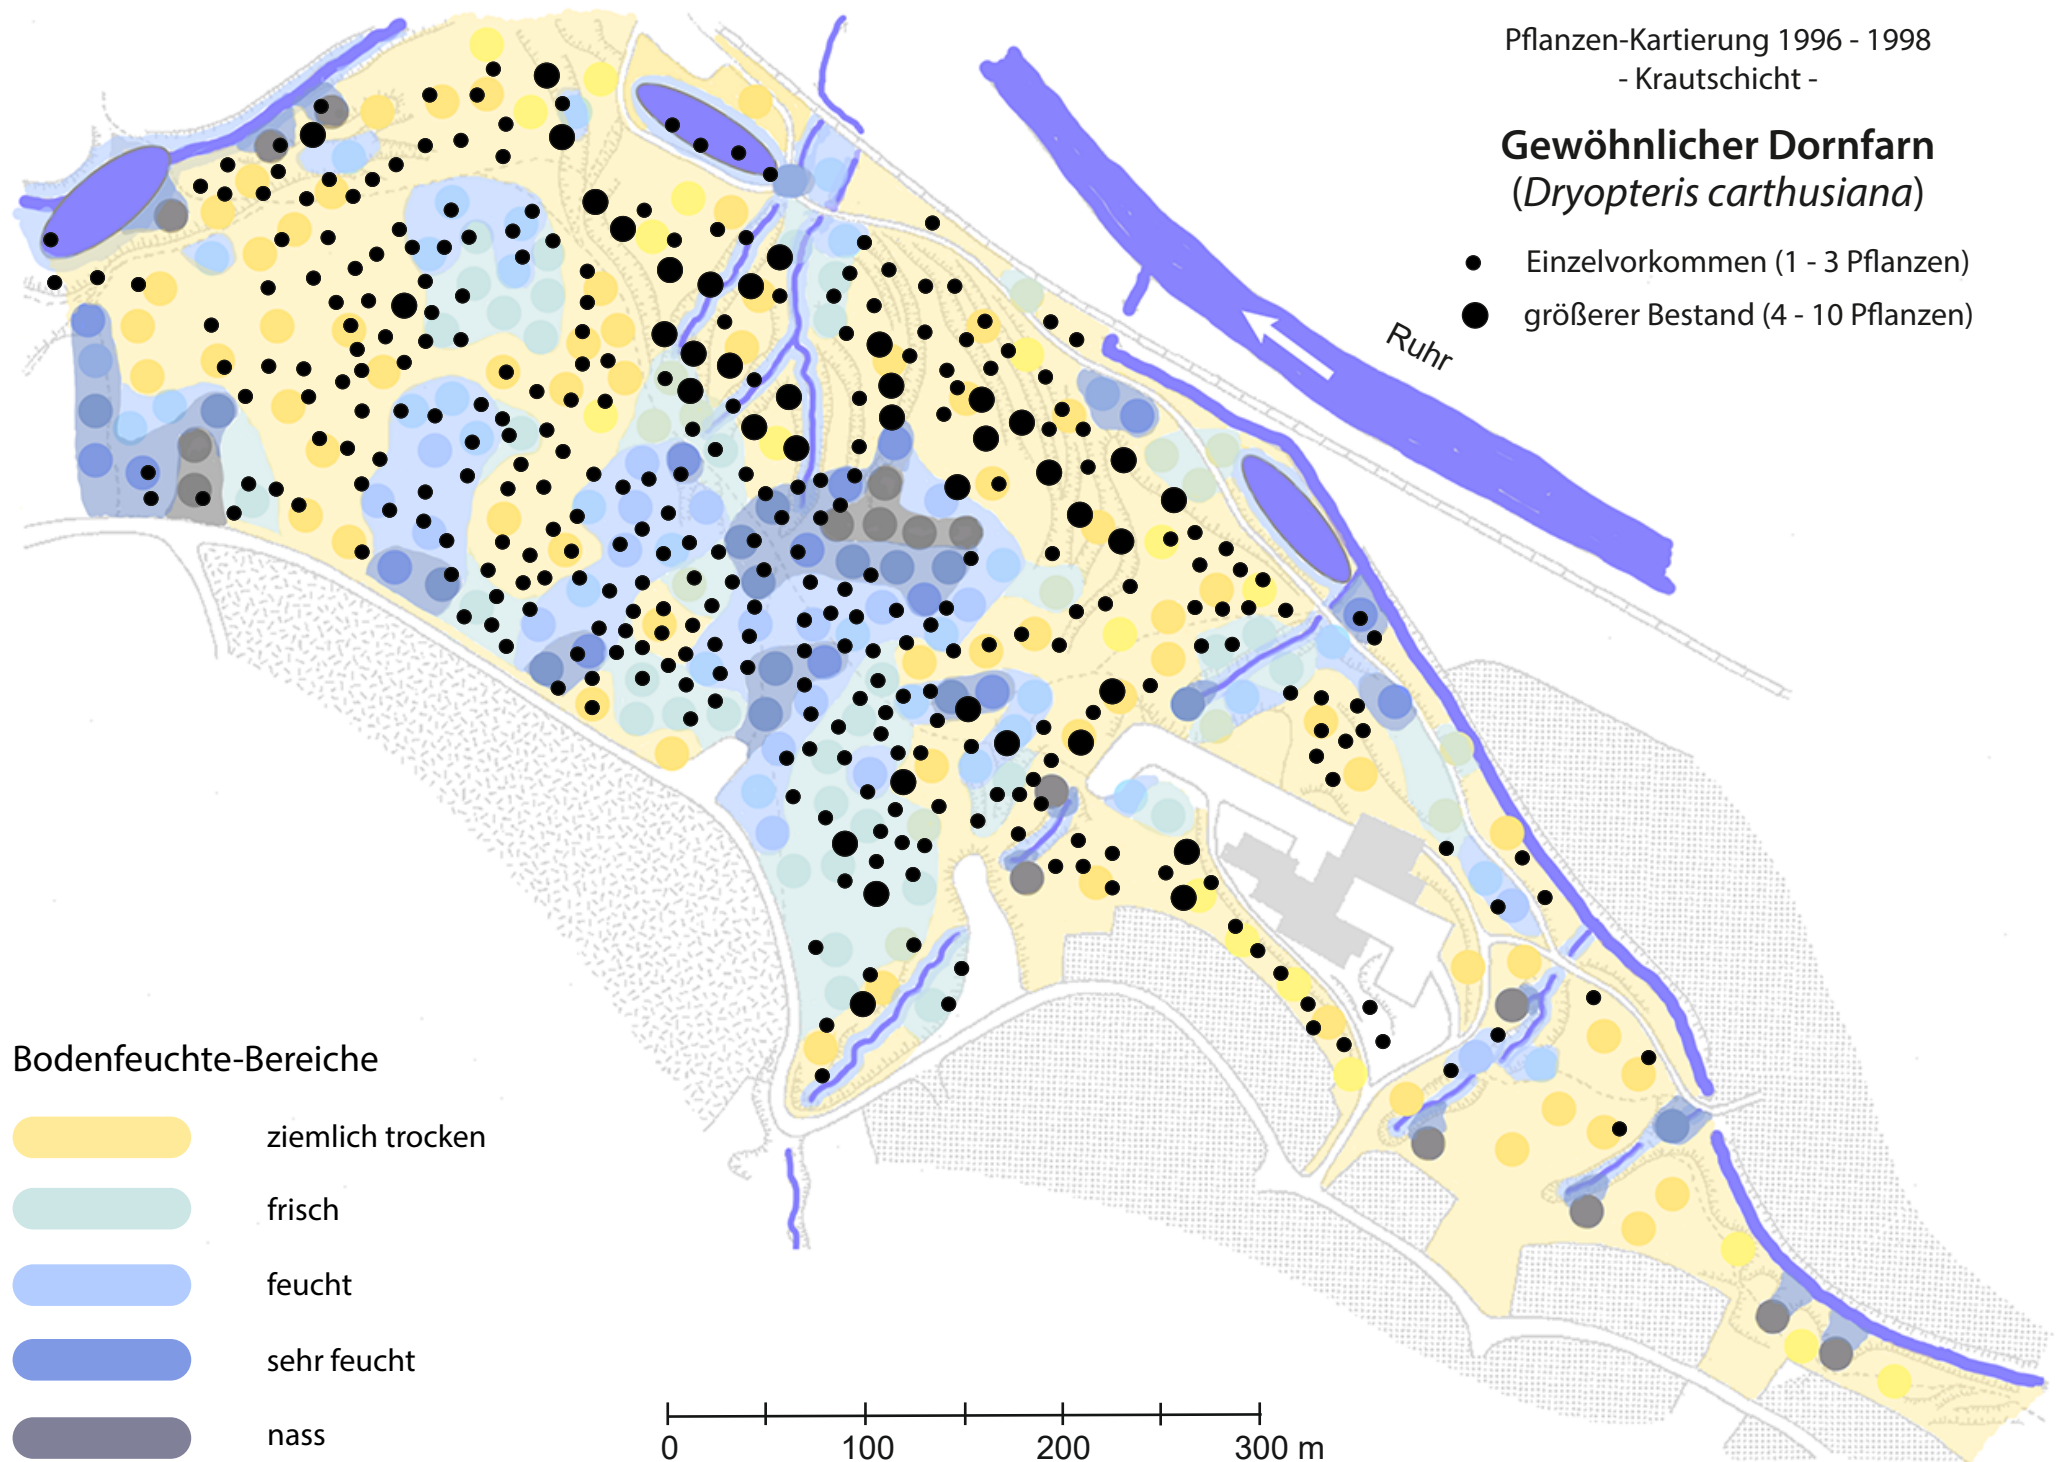 Pflanzen-Kartierung 1996 - 1998
- Krautschicht -
Gewöhnlicher Dornfarn
(Dryopteris carthusiana)
Einzelvorkommen (1 - 3 Pflanzen)
größerer Bestand (4 - 10 Pflanzen)
Ruhr
Bodenfeuchte-Bereiche
ziemlich trocken
frisch
feucht
sehr feucht
nass
0 100 200 300 m